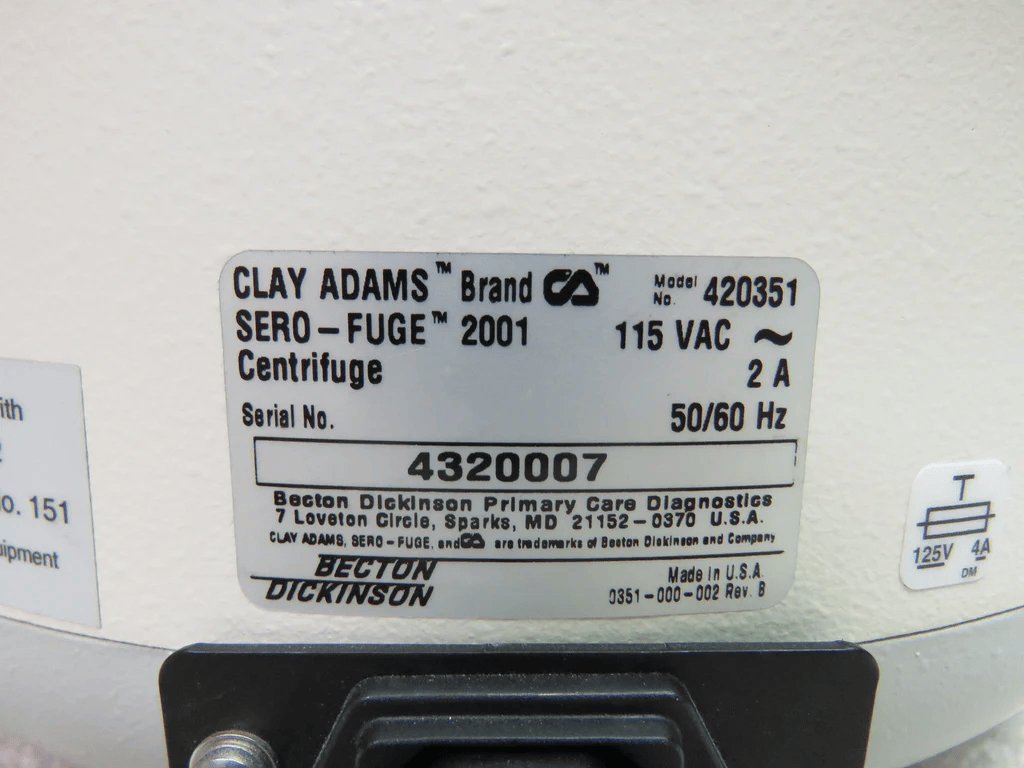 CLAY ADAMS™ Brand ™ Model No. 420351
SERO-FUGE™ 2001 115 VAC ~
Centrifuge 2 A
Serial No. 50/60 Hz
4320007
Becton Dickinson Primary Care Diagnostics
7 Loveton Circle, Sparks, MD 21152-0370 U.S.A.
CLAY ADAMS, SERO-FUGE, and are trademarks of Becton Dickinson and Company
BECTON
DICKINSON
Made in U.S.A.
0351-000-002 Rev. B
ith
o. 151
uipment
T
125V 4A
DM